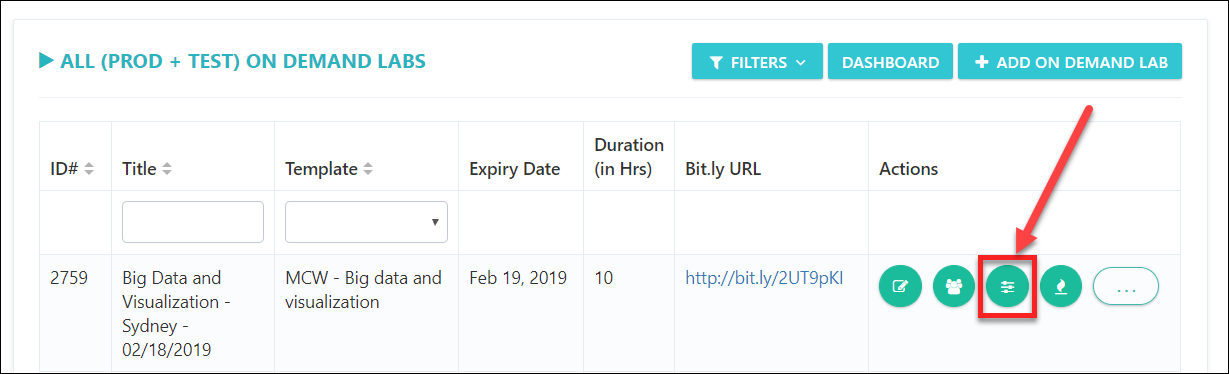 ALL (PROD + TEST) ON DEMAND LABS
FILTERS
DASHBOARD
ADD ON DEMAND LAB
ID#
Title
Template
Expiry Date
Duration
(in Hrs)
Bit.ly URL
Actions
2759
Big Data and
Visualization -
Sydney -
02/18/2019
MCW - Big data and
visualization
Feb 19, 2019
10
http://bit.ly/2UT9pKI
...